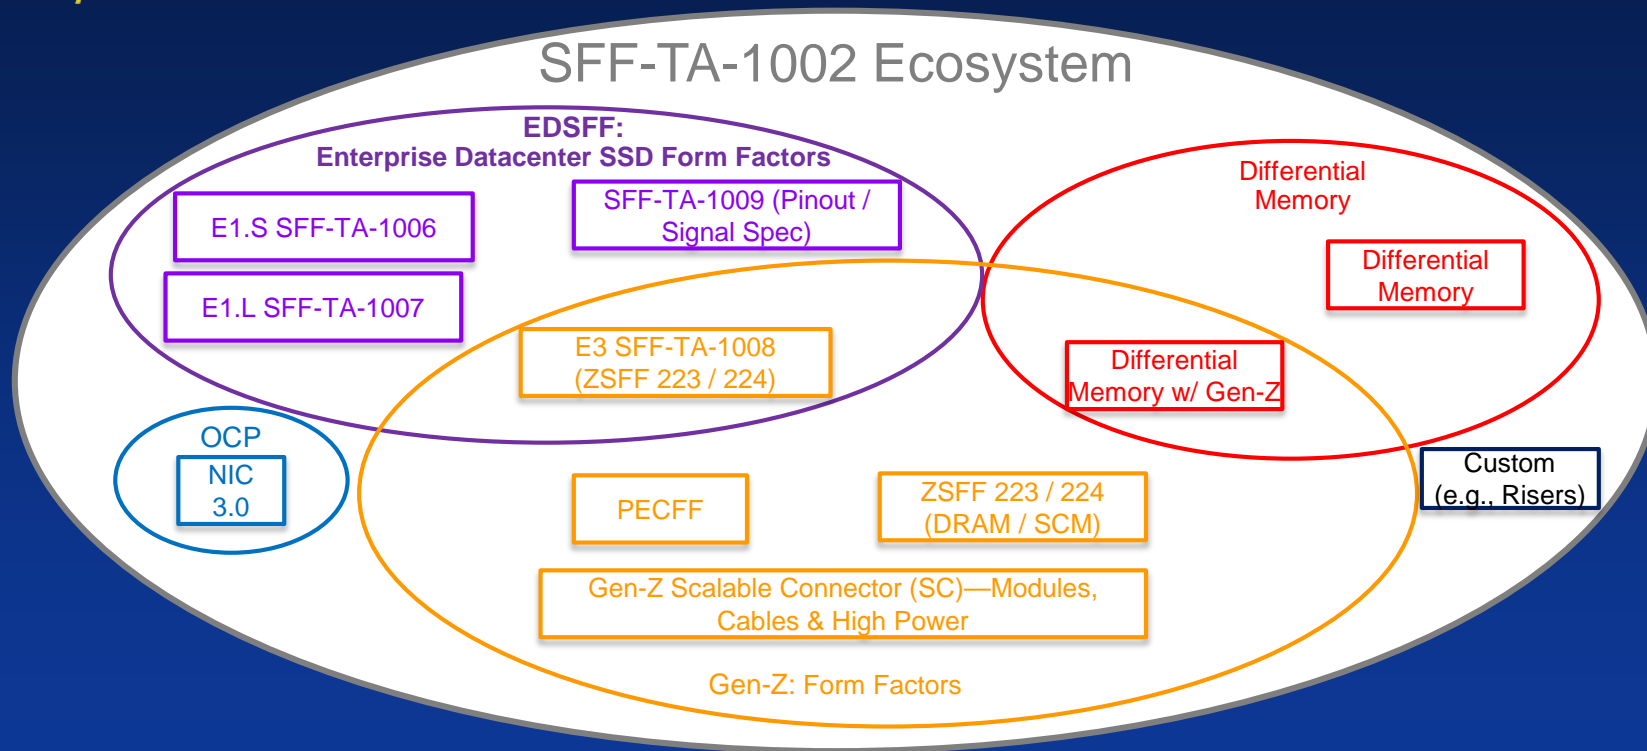 SFF-TA-1002 Ecosystem
EDSFF:
Enterprise Datacenter SSD Form Factors
E1.S SFF-TA-1006
SFF-TA-1009 (Pinout /
Signal Spec)
E1.L SFF-TA-1007
Differential
Memory
Differential
Memory
E3 SFF-TA-1008
(ZSFF 223 / 224)
Differential
Memory w/ Gen-Z
OCP
NIC
3.0
PECFF
ZSFF 223 / 224
(DRAM / SCM)
Custom
(e.g., Risers)
Gen-Z Scalable Connector (SC)—Modules,
Cables & High Power
Gen-Z: Form Factors